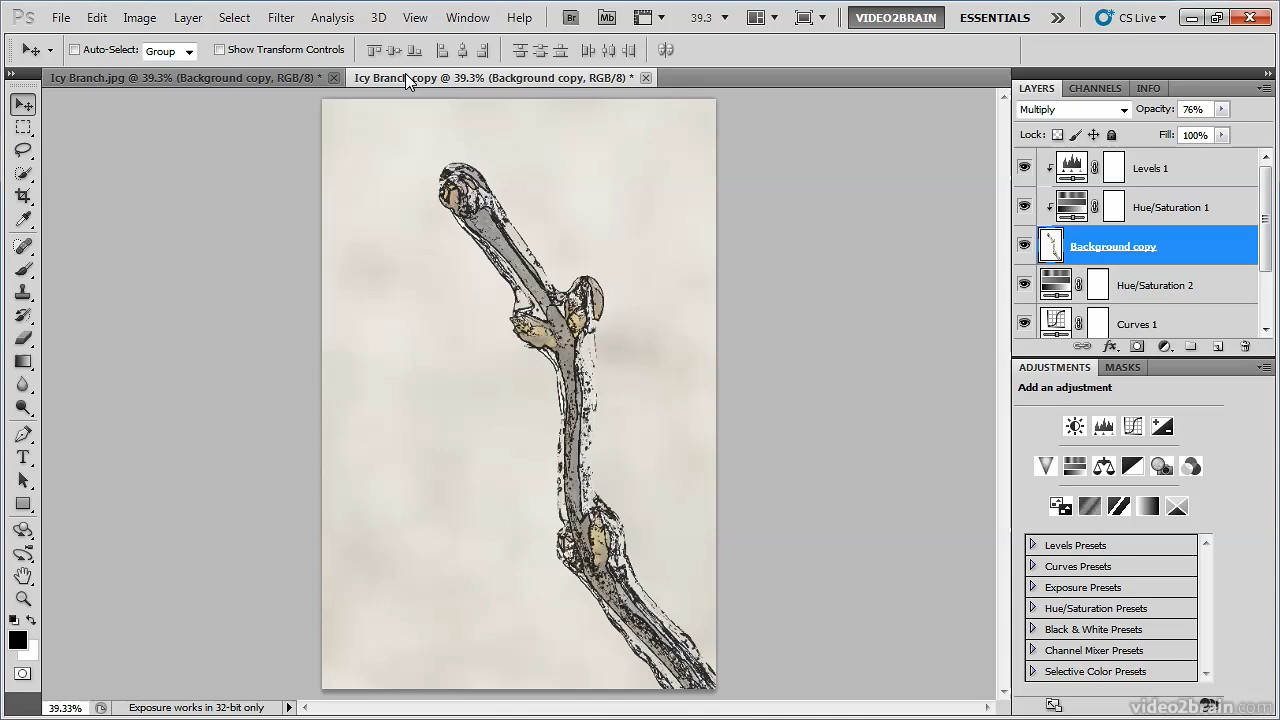 Ps File Edit Image Layer Select Filter Analysis 3D View Window Help Br Mb 39.3 VIDEO2BRAIN ESSENTIALS CS Live
Auto-Select: Group Show Transform Controls
Icy Branch.jpg @ 39.3% (Background copy, RGB/8) * Icy Branch copy @ 39.3% (Background copy, RGB/8) *
LAYERS CHANNELS INFO
Multiply Opacity: 76%
Lock: Fill: 100%
Levels 1
Hue/Saturation 1
Background copy
Hue/Saturation 2
Curves 1
fx
ADJUSTMENTS MASKS
Add an adjustment
T
Levels Presets
Curves Presets
Exposure Presets
Hue/Saturation Presets
Black & White Presets
Channel Mixer Presets
Selective Color Presets
39.33% Exposure works in 32-bit only
video2brain.com